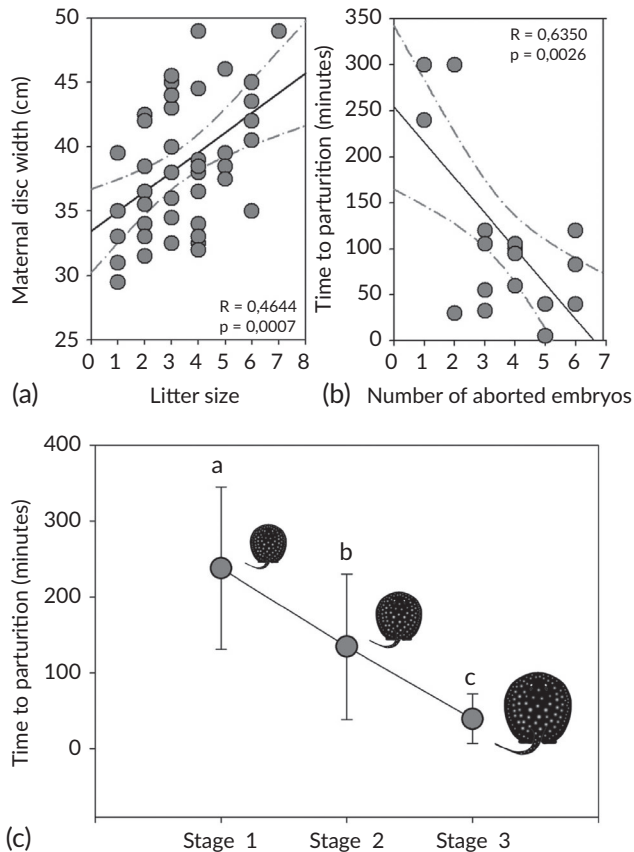 50
45
40
35
30
25
Maternal disc width (cm)
R = 0,4644
p = 0,0007
0 1 2 3 4 5 6 7 8
(a) Litter size
350
300
250
200
150
100
50
0
Time to parturition (minutes)
R = 0,6350
p = 0,0026
0 1 2 3 4 5 6 7
(b) Number of aborted embryos
400
300
200
100
0
Time to parturition (minutes)
a
b
c
(c) Stage 1 Stage 2 Stage 3